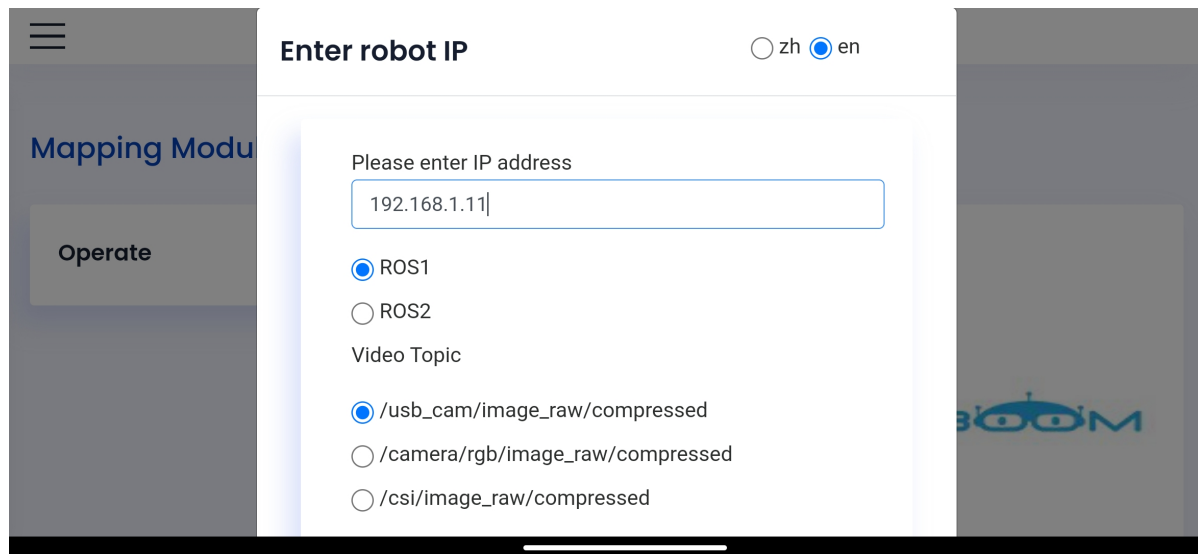 Enter robot IP
zh en
Mapping Modul
Please enter IP address
192.168.1.11
Operate
ROS1
ROS2
Video Topic
/usb_cam/image_raw/compressed
/camera/rgb/image_raw/compressed
/csi/image_raw/compressed